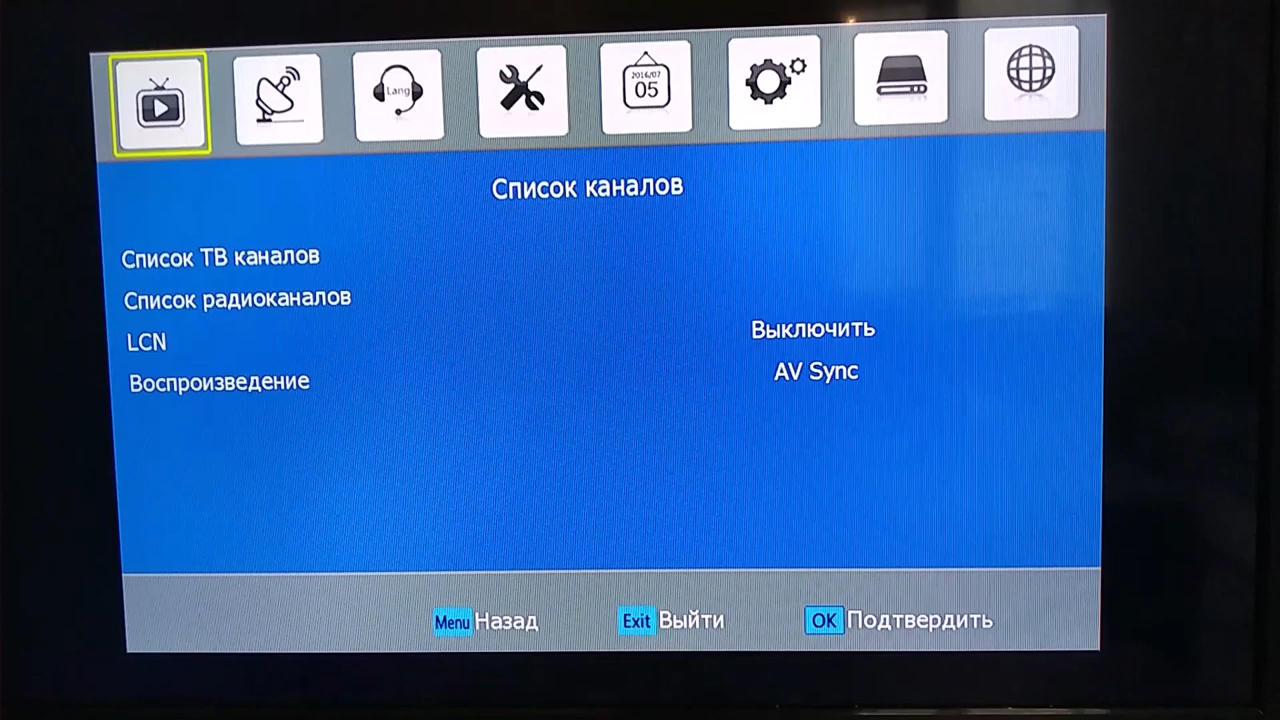 Lang
2016/07
05
Список каналов
Список ТВ каналов
Список радиоканалов
LCN Выключить
Воспроизведение AV Sync
Menu Назад Exit Выйти OK Подтвердить